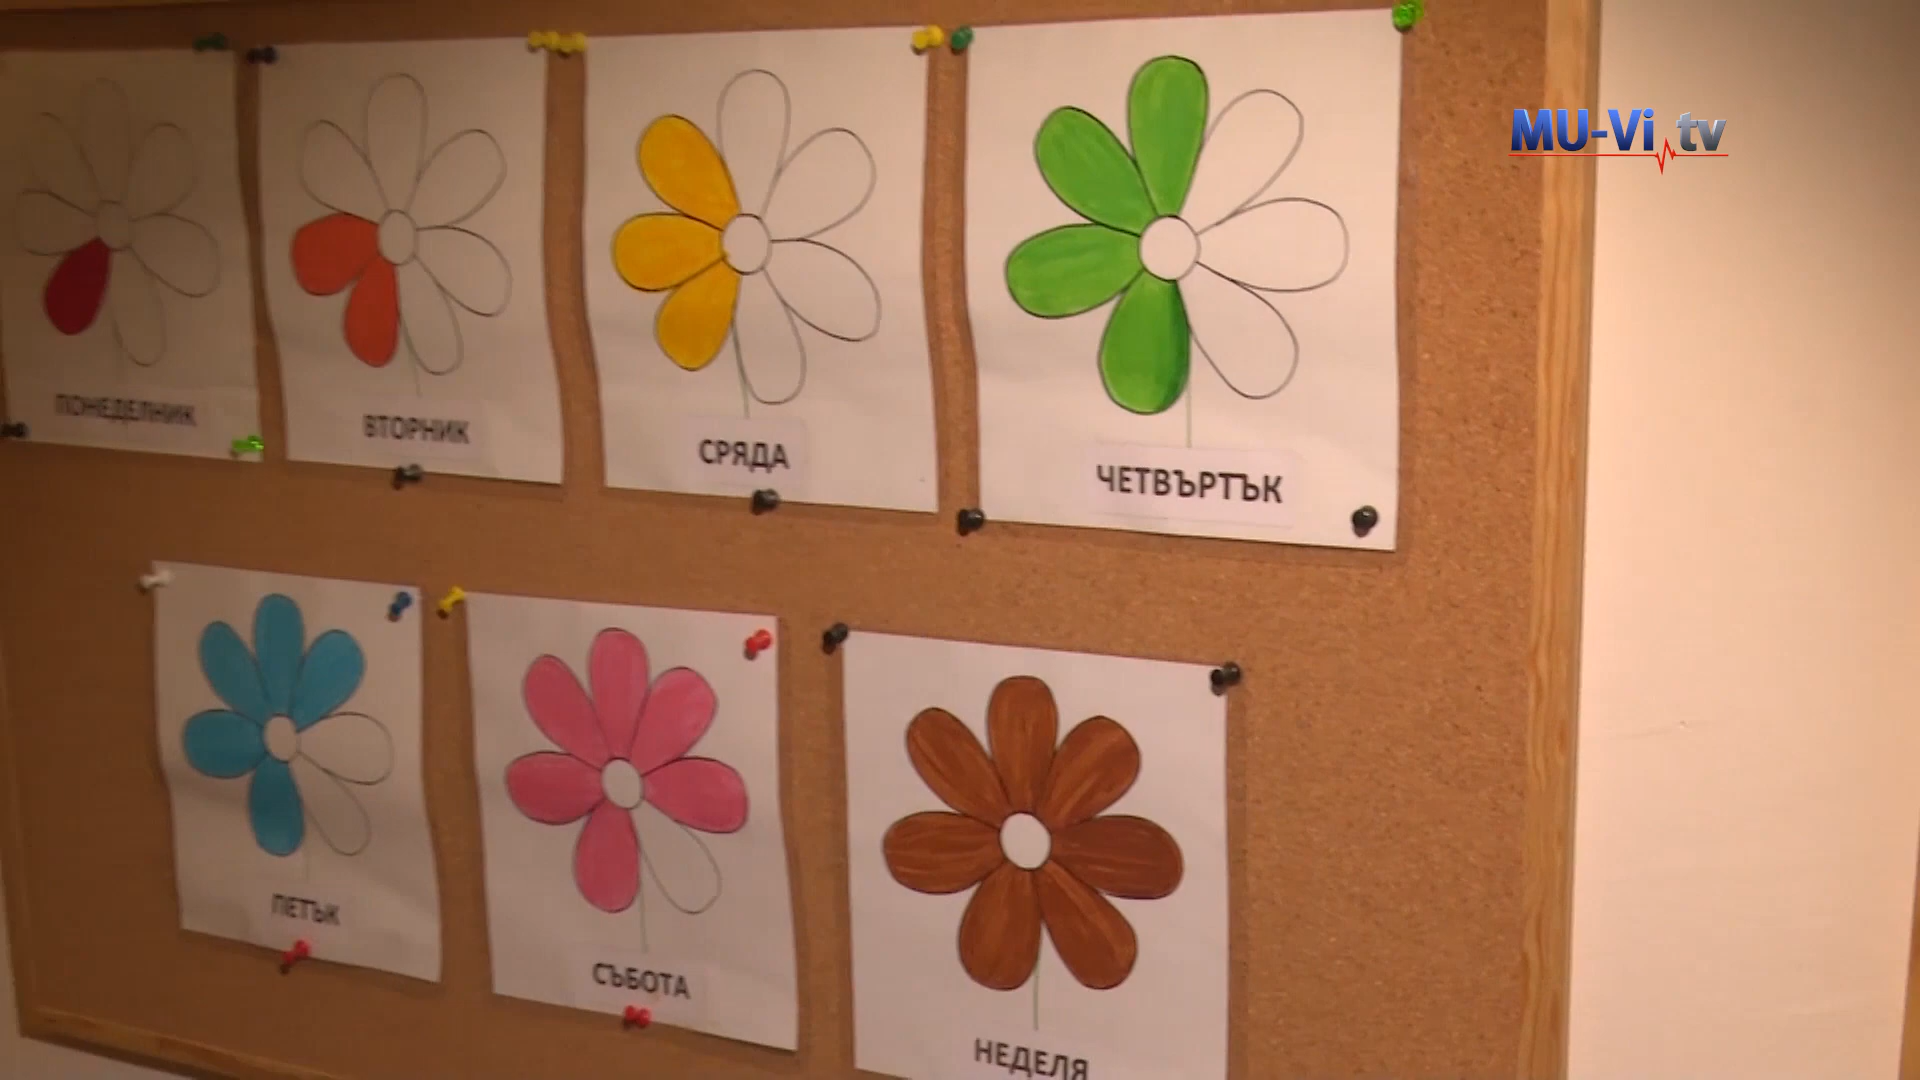 MU-Vi tv
ПОНЕДЕЛНИК
ВТОРНИК
СРЯДА
ЧЕТВЪРТЪК
ПЕТЪК
СЪБОТА
НЕДЕЛЯ